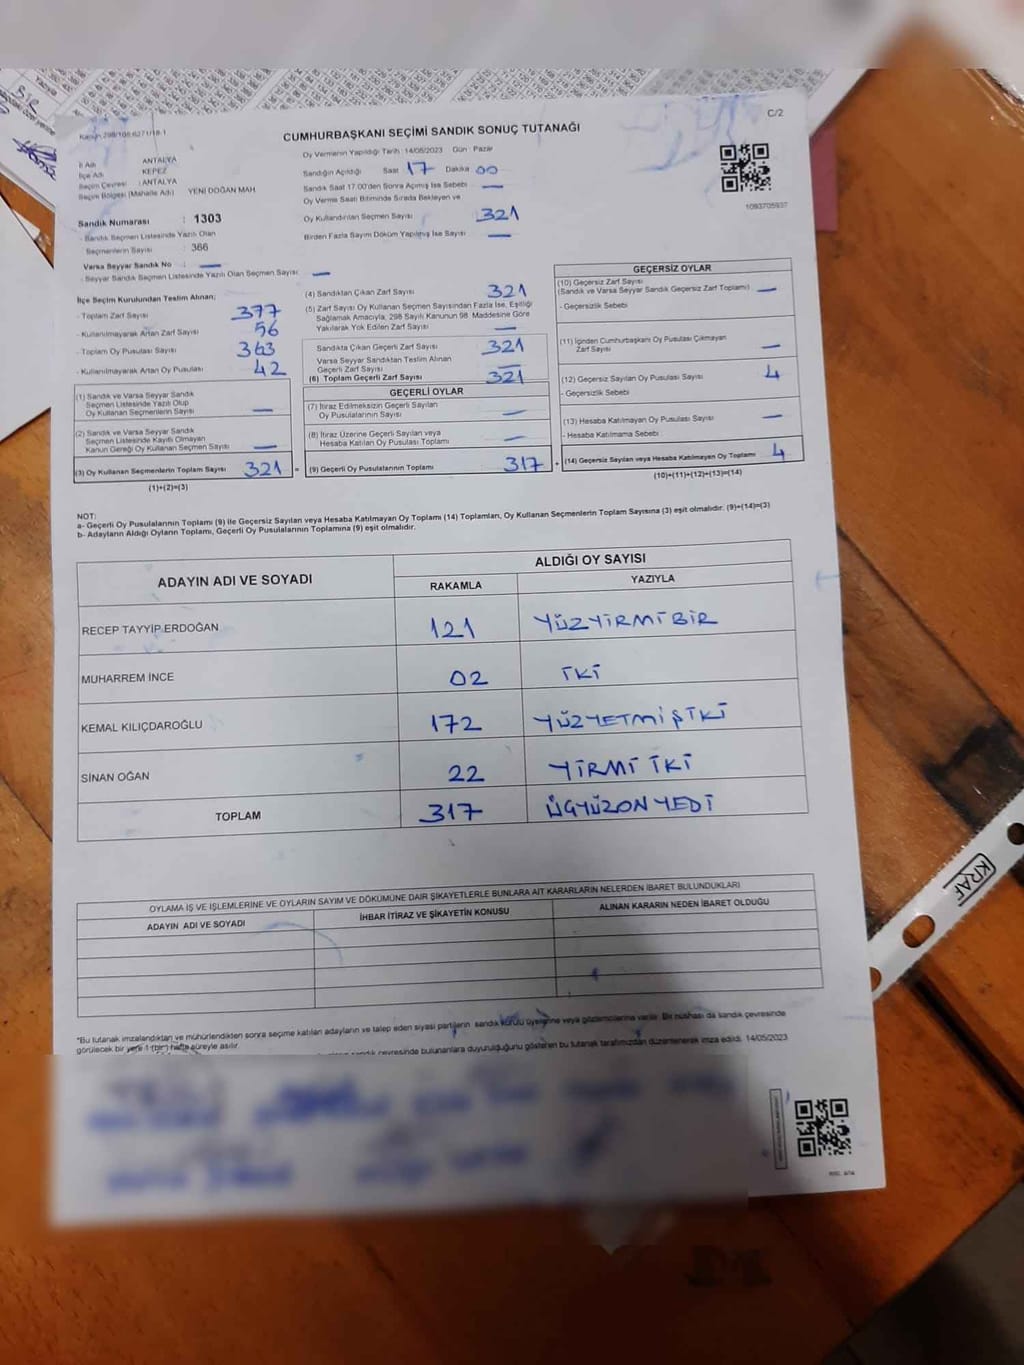 C/2
Kanun 298/105-6271/18-1
CUMHURBAŞKANI SEÇİMİ SANDIK SONUÇ TUTANAĞI
İl Adı ANTALYA
İlçe Adı KEPEZ
Seçim Çevresi : ANTALYA
Seçim Bölgesi (Mahalle Adı) YENİ DOĞAN MAH.
Sandık Numarası : 1303
- Sandık Seçmen Listesinde Yazılı Olan
Seçmenlerin Sayısı : 366
Varsa Seyyar Sandık No : —
- Seyyar Sandık Seçmen Listesinde Yazılı Olan Seçmen Sayısı —
Oy Vermenin Yapıldığı Tarih : 14/05/2023 Gün : Pazar
Sandığın Açıldığı Saat 17 Dakika 00
Sandık Saat 17.00'den Sonra Açılmış İse Sebebi —
Oy Verme Saati Bitiminde Sırada Bekleyen ve
Oy Kullandırılan Seçmen Sayısı 321
Birden Fazla Sayım Döküm Yapılmış İse Sayısı —
1093705937
İlçe Seçim Kurulundan Teslim Alınan;
- Toplam Zarf Sayısı 377
- Kullanılmayarak Artan Zarf Sayısı 56
- Toplam Oy Pusulası Sayısı 363
- Kullanılmayarak Artan Oy Pusulası 42
(1) Sandık ve Varsa Seyyar Sandık
Seçmen Listesinde Yazılı Olup
Oy Kullanan Seçmenlerin Sayısı —
(2) Sandık ve Varsa Seyyar Sandık
Seçmen Listesinde Kayıtlı Olmayan
Kanun Gereği Oy Kullanan Seçmen Sayısı —
(3) Oy Kullanan Seçmenlerin Toplam Sayısı 321 =
(1)+(2)=(3)
(4) Sandıktan Çıkan Zarf Sayısı 321
(5) Zarf Sayısı Oy Kullanan Seçmen Sayısından Fazla İse, Eşitliği
Sağlamak Amacıyla, 298 Sayılı Kanunun 98. Maddesine Göre
Yakılarak Yok Edilen Zarf Sayısı —
Sandıkta Çıkan Geçerli Zarf Sayısı 321
Varsa Seyyar Sandıktan Teslim Alınan
Geçerli Zarf Sayısı —
(6) Toplam Geçerli Zarf Sayısı 321
GEÇERLİ OYLAR
(7) İtiraz Edilmeksizin Geçerli Sayılan
Oy Pusulalarının Sayısı —
(8) İtiraz Üzerine Geçerli Sayılan veya
Hesaba Katılan Oy Pusulası Toplamı —
(9) Geçerli Oy Pusulalarının Toplamı 317 +
GEÇERSİZ OYLAR
(10) Geçersiz Zarf Sayısı
(Sandık ve Varsa Seyyar Sandık Geçersiz Zarf Toplamı) —
- Geçersizlik Sebebi
(11) İçinden Cumhurbaşkanı Oy Pusulası Çıkmayan
Zarf Sayısı —
(12) Geçersiz Sayılan Oy Pusulası Sayısı 4
- Geçersizlik Sebebi
(13) Hesaba Katılmayan Oy Pusulası Sayısı —
- Hesaba Katılmama Sebebi
(14) Geçersiz Sayılan veya Hesaba Katılmayan Oy Toplamı 4
(10)+(11)+(12)+(13)=(14)
NOT:
a- Geçerli Oy Pusulalarının Toplamı (9) ile Geçersiz Sayılan veya Hesaba Katılmayan Oy Toplamı (14) Toplamları, Oy Kullanan Seçmenlerin Toplam Sayısına (3) eşit olmalıdır. (9)+(14)=(3)
b- Adayların Aldığı Oyların Toplamı, Geçerli Oy Pusulalarının Toplamına (9) eşit olmalıdır.
ADAYIN ADI VE SOYADI ALDIĞI OY SAYISI
RAKAMLA YAZIYLA
RECEP TAYYİP ERDOĞAN 121 YÜZYİRMİBİR
MUHARREM İNCE 02 İKİ
KEMAL KILIÇDAROĞLU 172 YÜZYETMİŞİKİ
SİNAN OĞAN 22 YİRMİ İKİ
TOPLAM 317 ÜÇYÜZONYEDİ
OYLAMA İŞ VE İŞLEMLERİNE VE OYLARIN SAYIM VE DÖKÜMÜNE DAİR ŞİKAYETLERLE BUNLARA AİT KARARLARIN NELERDEN İBARET BULUNDUKLARI
ADAYIN ADI VE SOYADI İHBAR İTİRAZ VE ŞİKAYETİN KONUSU ALINAN KARARIN NEDEN İBARET OLDUĞU
*Bu tutanak imzalandıktan ve mühürlendikten sonra seçime katılan adayların ve talep eden siyasi partilerin sandık kurulu üyelerine veya gözlemcilerine verilir. Bir nüshası da sandık çevresinde
görülecek bir yere 1 (bir) hafta süreyle asılır.
sandık çevresinde bulunanlara duyurulduğunu gösteren bu tutanak tarafımızdan düzenlenerek imza edildi. 14/05/2023
KRAF